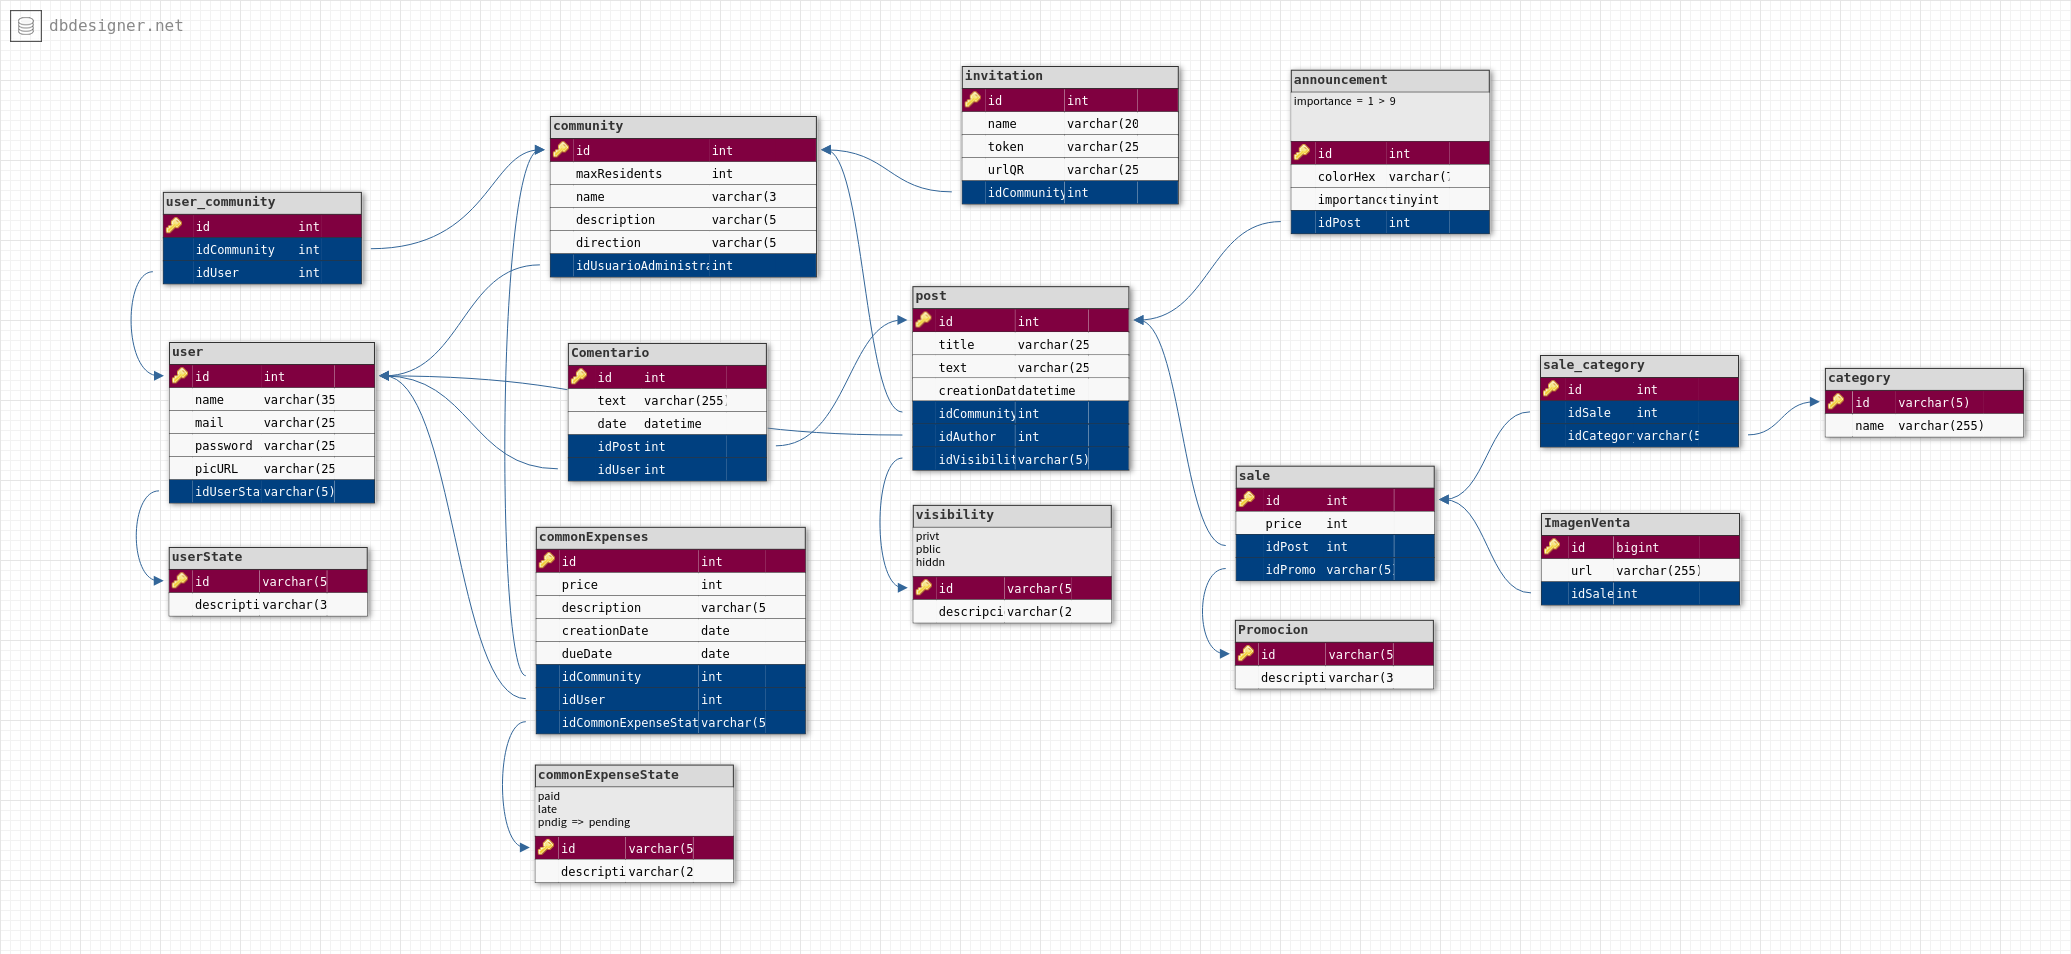 dbdesigner.net
user_community
id int
idCommunity int
idUser int
user
id int
name varchar(35
mail varchar(25
password varchar(25
picURL varchar(25
idUserSta varchar(5)
userState
id varchar(5
descripti varchar(3
community
id int
maxResidents int
name varchar(3
description varchar(5
direction varchar(5
idUsuarioAdministra int
Comentario
id int
text varchar(255)
date datetime
idPost int
idUser int
commonExpenses
id int
price int
description varchar(5
creationDate date
dueDate date
idCommunity int
idUser int
idCommonExpenseStat varchar(5
commonExpenseState
paid
late
pndig => pending
id varchar(5
descripti varchar(2
invitation
id int
name varchar(20
token varchar(25
urlQR varchar(25
idCommunity int
post
id int
title varchar(25
text varchar(25
creationDat datetime
idCommunity int
idAuthor int
idVisibilit varchar(5)
visibility
privt
pblic
hiddn
id varchar(5
descripci varchar(2
announcement
importance = 1 > 9
id int
colorHex varchar(7
importance tinyint
idPost int
sale
id int
price int
idPost int
idPromo varchar(5)
Promocion
id varchar(5
descripti varchar(3
sale_category
id int
idSale int
idCategor varchar(5
ImagenVenta
id bigint
url varchar(255)
idSale int
category
id varchar(5)
name varchar(255)